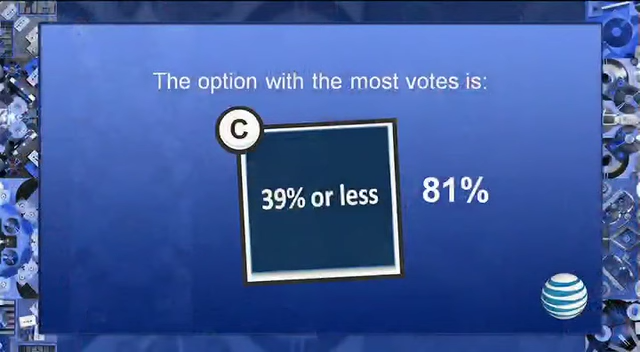 The option with the most votes is:
C
39% or less
81%